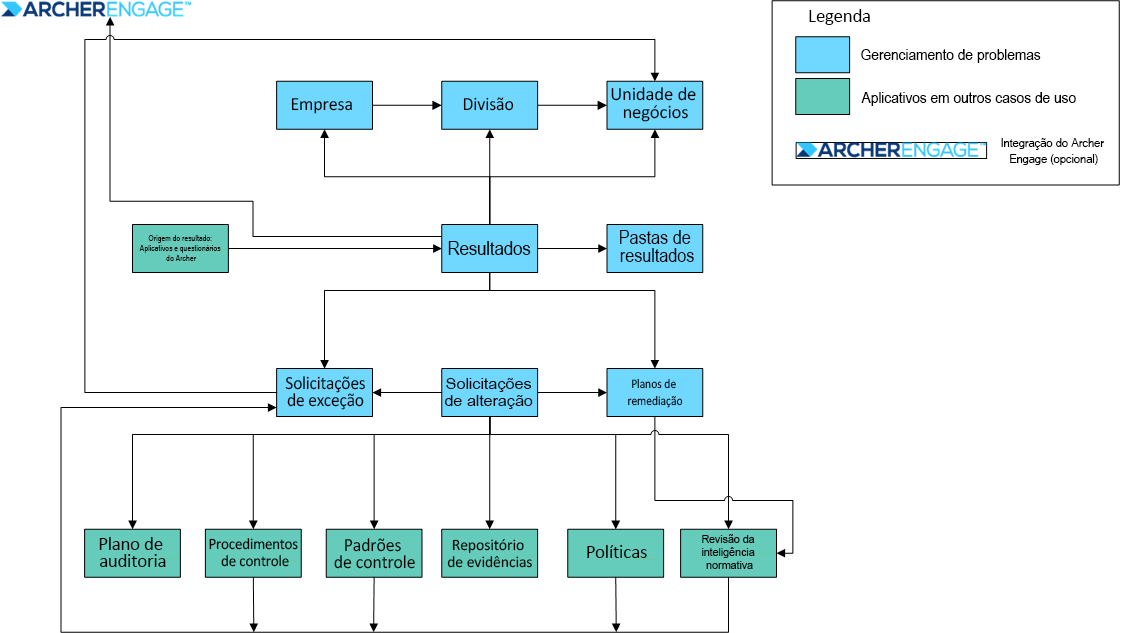 ARCHERENGAGE™
Legenda
Gerenciamento de problemas
Aplicativos em outros casos de uso
ARCHERENGAGE™
Integração do Archer
Engage (opcional)
Empresa
Divisão
Unidade de
negócios
Origem do resultado:
Aplicativos e questionários
do Archer
Resultados
Pastas de
resultados
Solicitações
de exceção
Solicitações
de alteração
Planos de
remediação
Plano de
auditoria
Procedimentos
de controle
Padrões
de controle
Repositório
de evidências
Políticas
Revisão da
inteligência
normativa